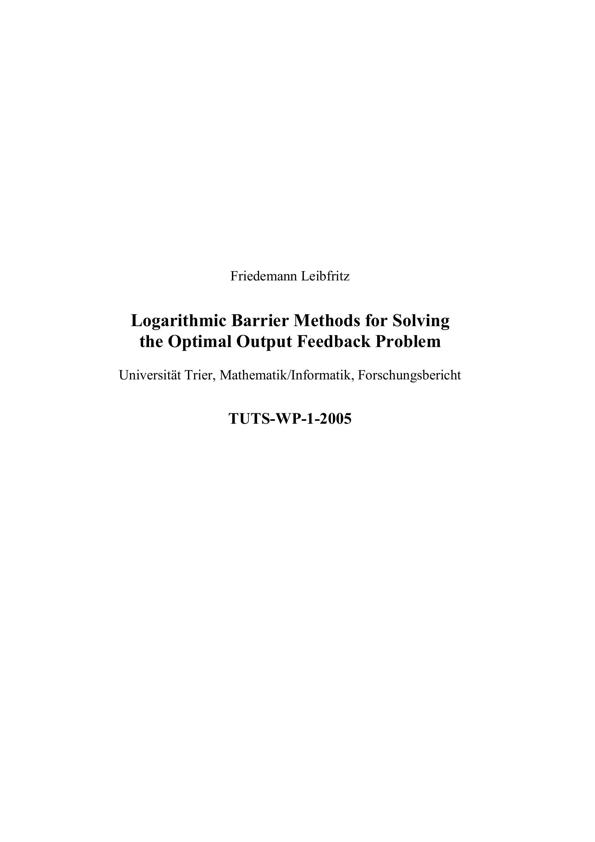 Friedemann Leibfritz
Logarithmic Barrier Methods for Solving
the Optimal Output Feedback Problem
Universität Trier, Mathematik/Informatik, Forschungsbericht
TUTS-WP-1-2005